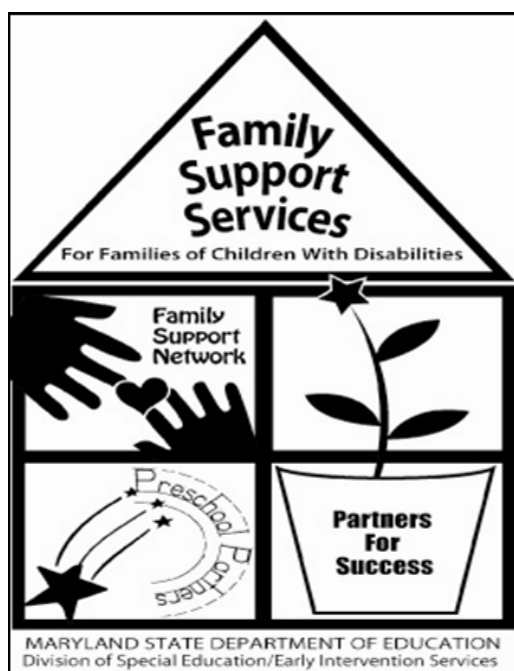 Family
Support
Services
For Families of Children With Disabilities
Family
Support
Network
Preschool Partners
Partners
For
Success
MARYLAND STATE DEPARTMENT OF EDUCATION
Division of Special Education/Early Intervention Services